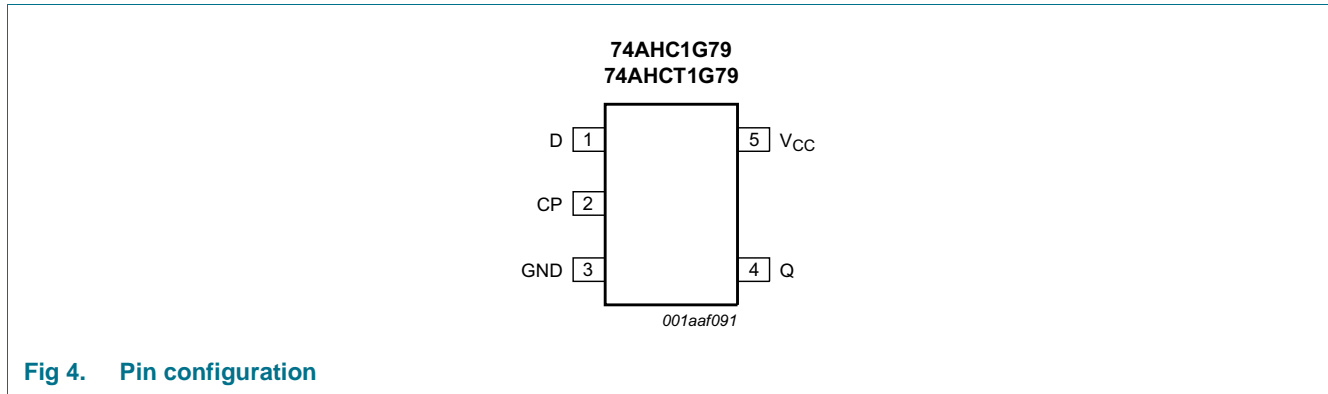 74AHC1G79
74AHCT1G79
D 1 5 VCC
CP 2
GND 3 4 Q
001aaf091
Fig 4. Pin configuration